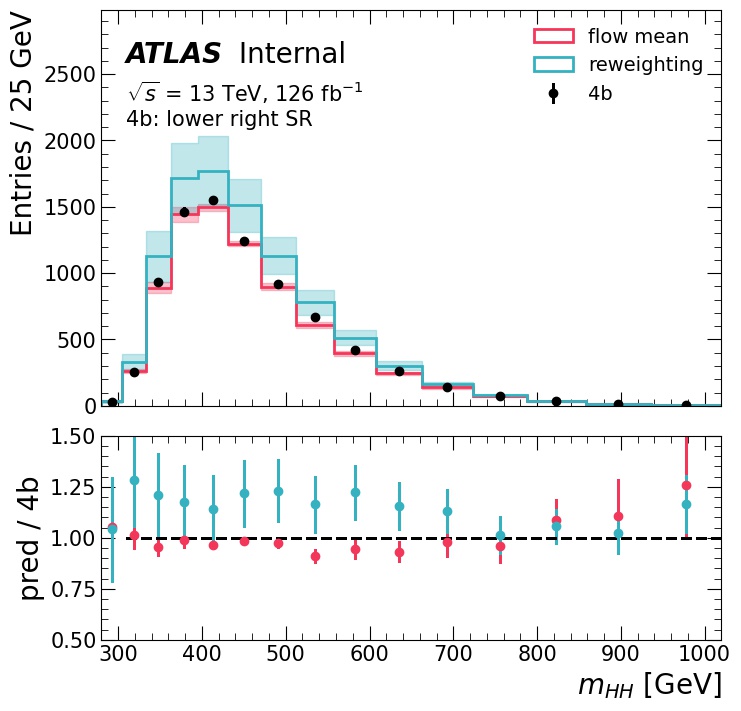 ATLAS Internal
√s = 13 TeV, 126 fb⁻¹
4b: lower right SR
flow mean
reweighting
4b
Entries / 25 GeV
2500
2000
1500
1000
500
0
pred / 4b
1.50
1.25
1.00
0.75
0.50
300 400 500 600 700 800 900 1000
m_HH [GeV]